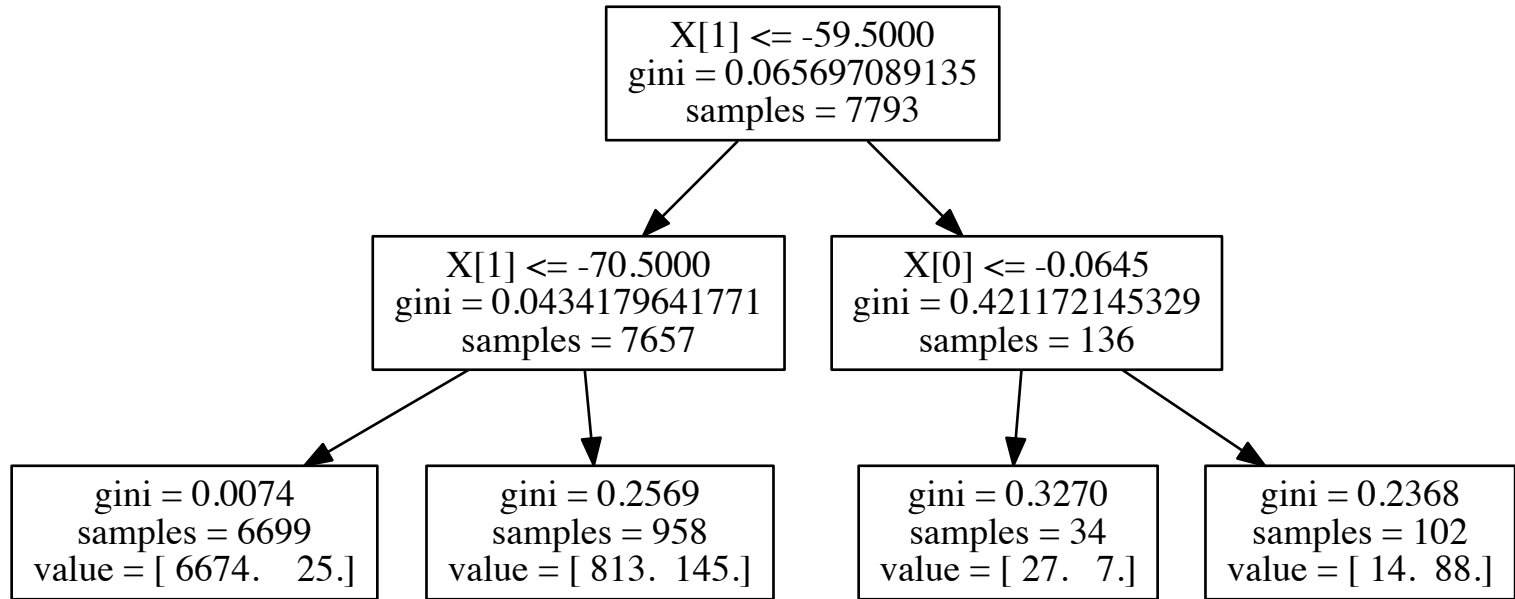 X[1] <= -59.5000
gini = 0.065697089135
samples = 7793
X[1] <= -70.5000
gini = 0.0434179641771
samples = 7657
X[0] <= -0.0645
gini = 0.421172145329
samples = 136
gini = 0.0074
samples = 6699
value = [ 6674.    25.]
gini = 0.2569
samples = 958
value = [ 813.  145.]
gini = 0.3270
samples = 34
value = [ 27.   7.]
gini = 0.2368
samples = 102
value = [ 14.  88.]